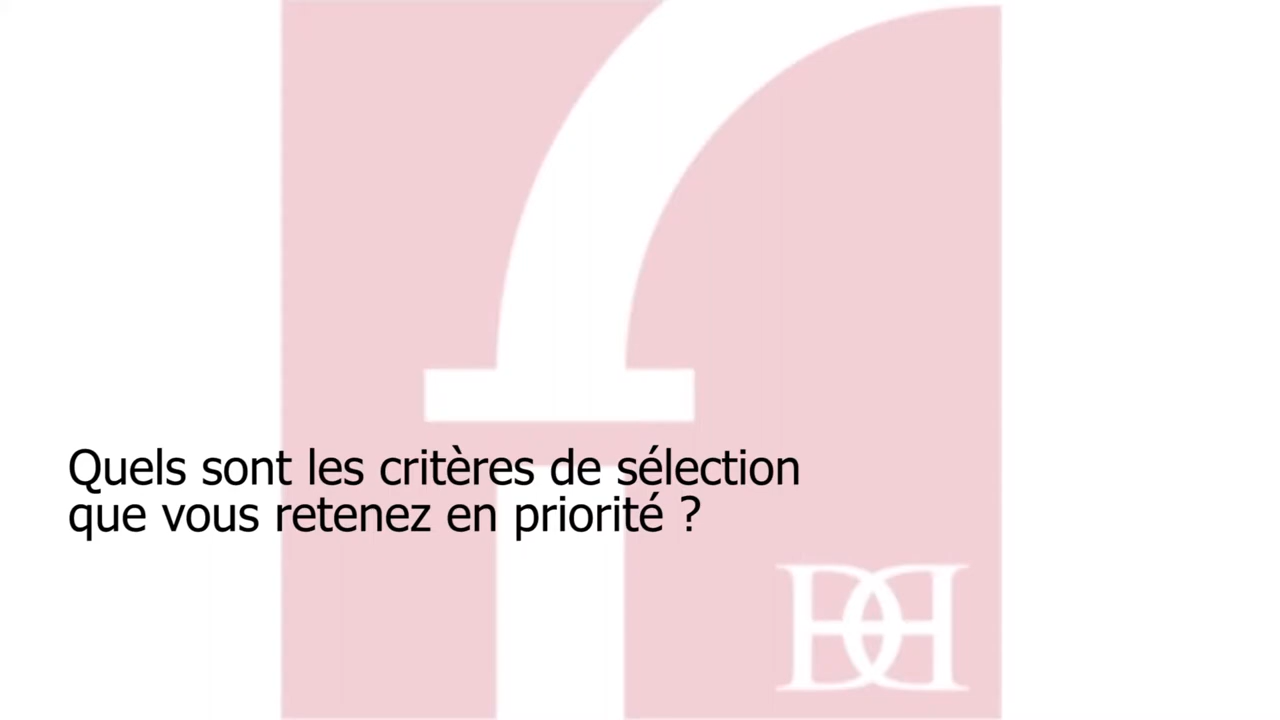 f
Quels sont les critères de sélection
que vous retenez en priorité ?